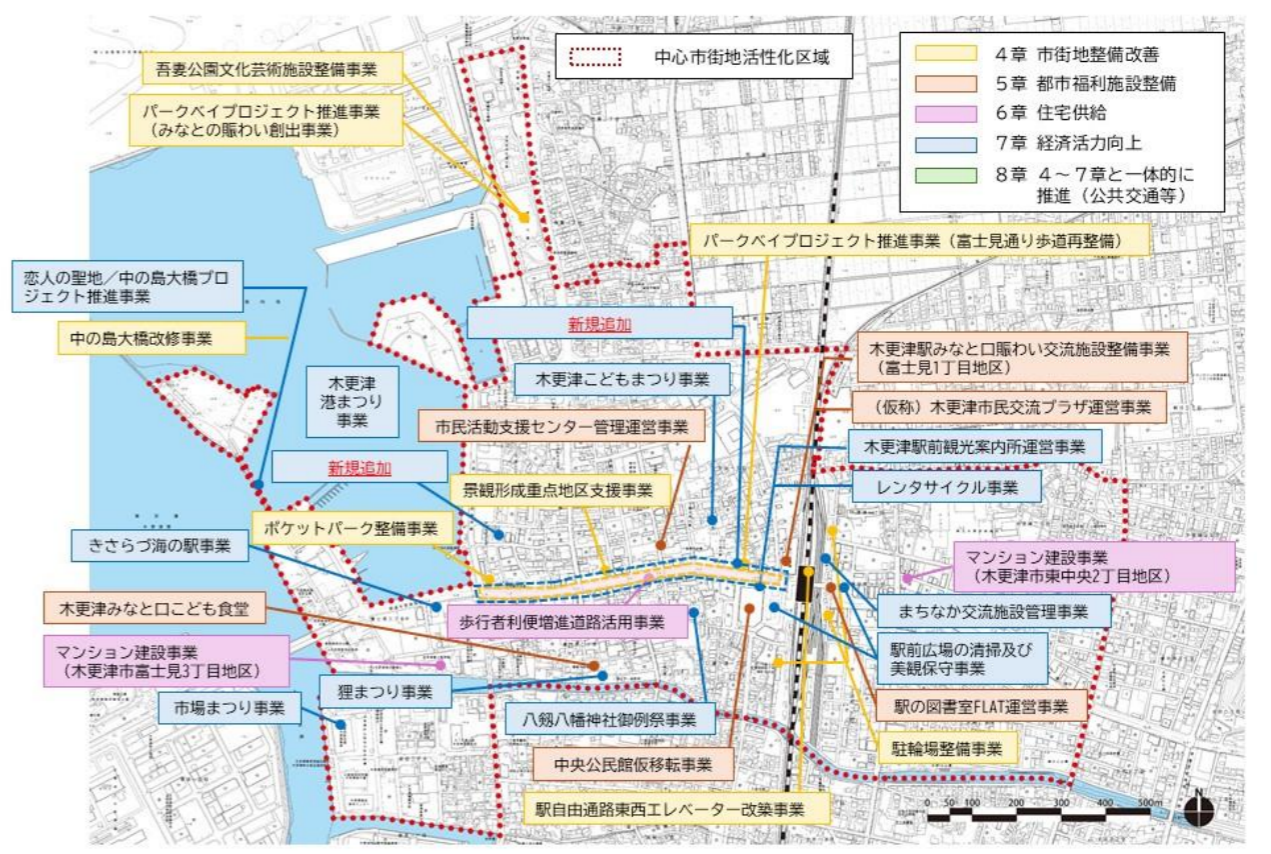 中心市街地活性化区域
4章 市街地整備改善
5章 都市福利施設整備
6章 住宅供給
7章 経済活力向上
8章 4～7章と一体的に
推進（公共交通等）
吾妻公園文化芸術施設整備事業
パークベイプロジェクト推進事業
（みなとの賑わい創出事業）
パークベイプロジェクト推進事業（富士見通り歩道再整備）
恋人の聖地／中の島大橋プロ
ジェクト推進事業
中の島大橋改修事業
新規追加
木更津駅みなと口賑わい交流施設整備事業
（富士見1丁目地区）
木更津
港まつり
事業
木更津こどもまつり事業
（仮称）木更津市民交流プラザ運営事業
市民活動支援センター管理運営事業
木更津駅前観光案内所運営事業
新規追加
景観形成重点地区支援事業
レンタサイクル事業
ポケットパーク整備事業
きさらづ海の駅事業
マンション建設事業
（木更津市東中央2丁目地区）
木更津みなと口こども食堂
歩行者利便増進道路活用事業
まちなか交流施設管理事業
マンション建設事業
（木更津市富士見3丁目地区）
駅前広場の清掃及び
美観保守事業
狸まつり事業
市場まつり事業
八剱八幡神社御例祭事業
駅の図書室FLAT運営事業
中央公民館仮移転事業
駐輪場整備事業
駅自由通路東西エレベーター改築事業
0 50 100 200 300 400 500m
N